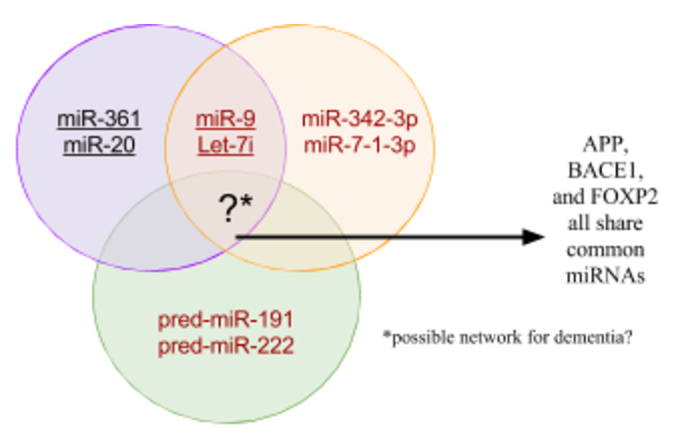 miR-361
miR-20
miR-9
Let-7i
miR-342-3p
miR-7-1-3p
?*
pred-miR-191
pred-miR-222
APP,
BACE1,
and FOXP2
all share
common
miRNAs
*possible network for dementia?